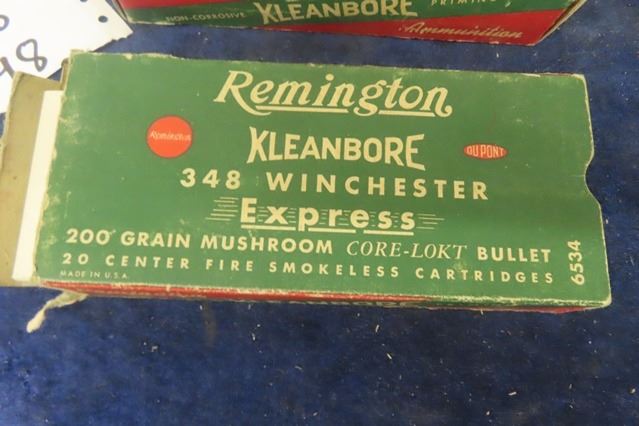 48
NON-CORROSIVE KLEANBORE PRIMING
Ammunition
Remington
Remington
KLEANBORE
DU PONT
348 WINCHESTER
Express
200 GRAIN MUSHROOM CORE-LOKT BULLET
20 CENTER FIRE SMOKELESS CARTRIDGES
MADE IN U.S.A.
6534